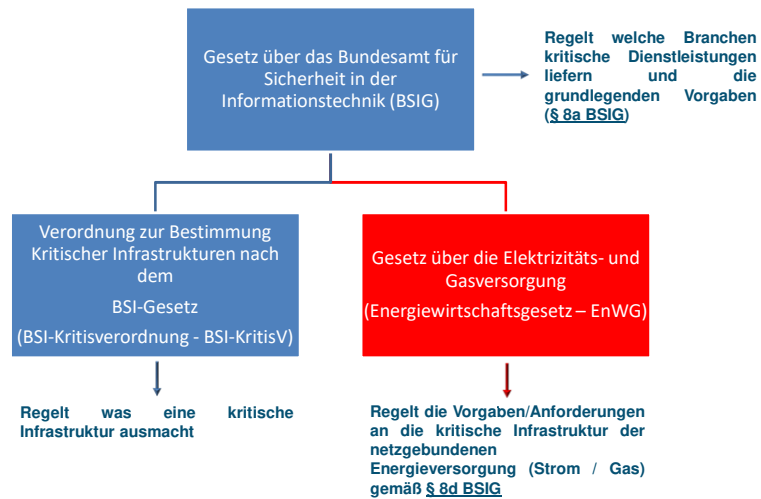 Gesetz über das Bundesamt für
Sicherheit in der
Informationstechnik (BSIG)
Regelt welche Branchen
kritische Dienstleistungen
liefern und die
grundlegenden Vorgaben
(§ 8a BSIG)
Verordnung zur Bestimmung
Kritischer Infrastrukturen nach
dem
BSI-Gesetz
(BSI-Kritisverordnung - BSI-KritisV)
Gesetz über die Elektrizitäts- und
Gasversorgung
(Energiewirtschaftsgesetz – EnWG)
Regelt was eine kritische
Infrastruktur ausmacht
Regelt die Vorgaben/Anforderungen
an die kritische Infrastruktur der
netzgebundenen
Energieversorgung (Strom / Gas)
gemäß § 8d BSIG